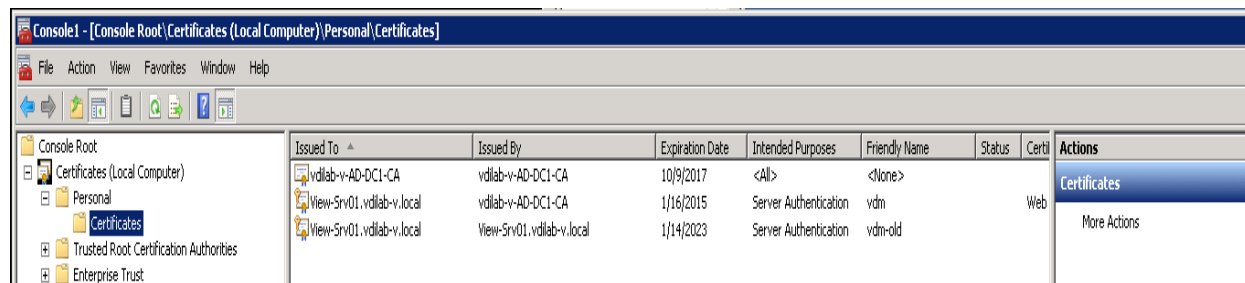 Console1 - [Console Root\Certificates (Local Computer)\Personal\Certificates]
File Action View Favorites Window Help
Console Root
Certificates (Local Computer)
Personal
Certificates
Trusted Root Certification Authorities
Enterprise Trust
Issued To Issued By Expiration Date Intended Purposes Friendly Name Status Certi
vdilab-v-AD-DC1-CA vdilab-v-AD-DC1-CA 10/9/2017 <All> <None>
View-Srv01.vdilab-v.local vdilab-v-AD-DC1-CA 1/16/2015 Server Authentication vdm Web
View-Srv01.vdilab-v.local View-Srv01.vdilab-v.local 1/14/2023 Server Authentication vdm-old
Actions
Certificates
More Actions